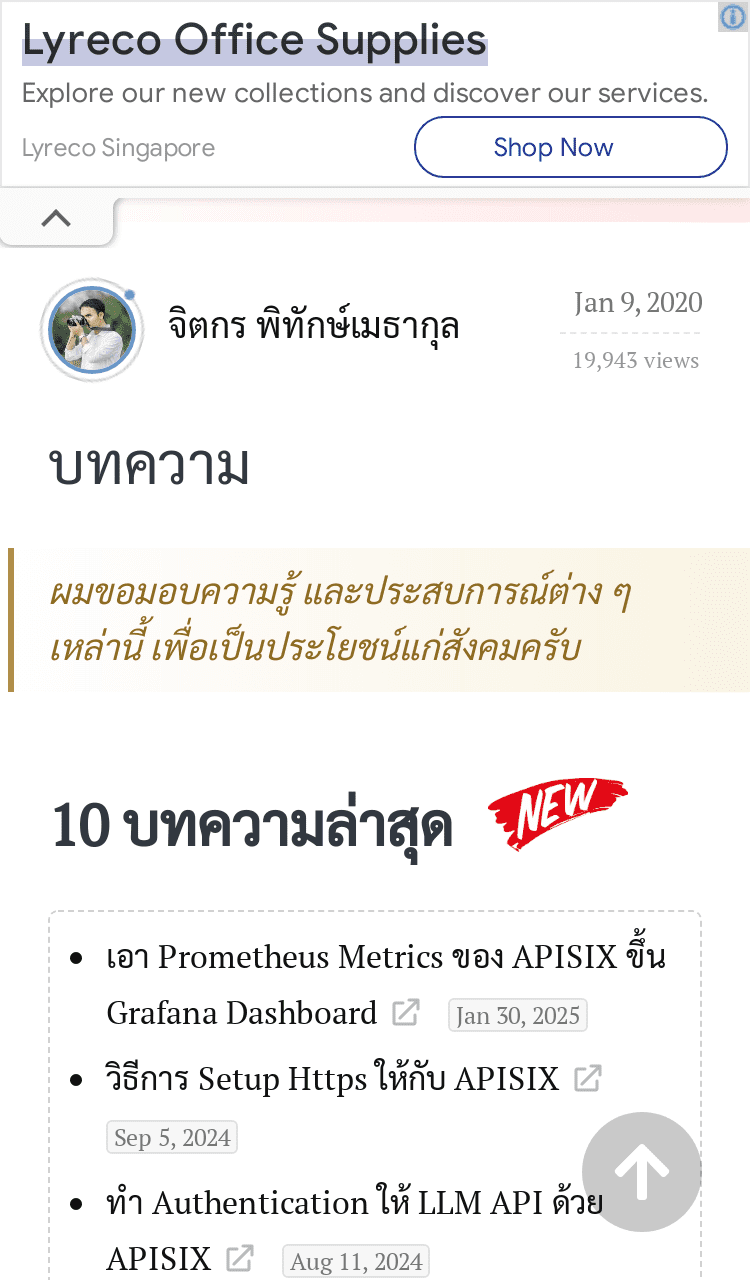 Lyreco Office Supplies
Explore our new collections and discover our services.
Lyreco Singapore
Shop Now
จิตกร พิทักษ์เมธากุล
Jan 9, 2020
19,943 views
บทความ
ผมขอมอบความรู้ และประสบการณ์ต่าง ๆ
เหล่านี้ เพื่อเป็นประโยชน์แก่สังคมครับ
10 บทความล่าสุด NEW
เอา Prometheus Metrics ของ APISIX ขึ้น
Grafana Dashboard Jan 30, 2025
วิธีการ Setup Https ให้กับ APISIX
Sep 5, 2024
ทำ Authentication ให้ LLM API ด้วย
APISIX Aug 11, 2024